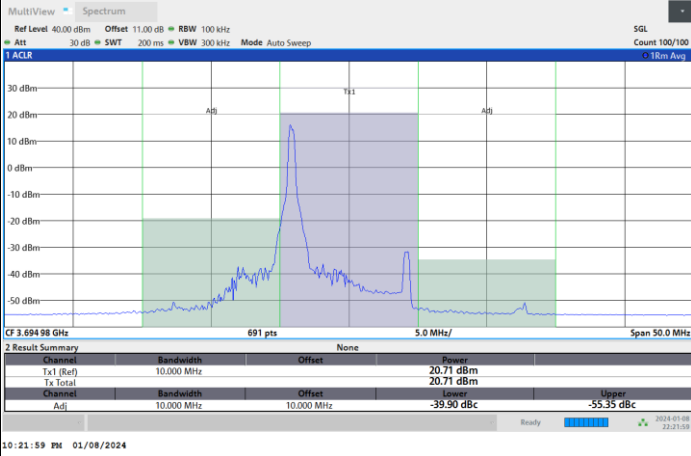 MultiView Spectrum
Ref Level 40.00 dBm Offset 11.00 dB RBW 100 kHz SGL
Att 30 dB SWT 200 ms VBW 300 kHz Mode Auto Sweep Count 100/100
1 ACLR 1Rm Avg
Tx1
Adj Adj
30 dBm
20 dBm
10 dBm
0 dBm
-10 dBm
-20 dBm
-30 dBm
-40 dBm
-50 dBm
CF 3.694 98 GHz 691 pts 5.0 MHz/ Span 50.0 MHz
2 Result Summary None
Channel Bandwidth Offset Power
Tx1 (Ref) 10.000 MHz 20.71 dBm
Tx Total 20.71 dBm
Channel Bandwidth Offset Lower Upper
Adj 10.000 MHz 10.000 MHz -39.90 dBc -55.35 dBc
Ready 2024-01-08
22:21:59
10:21:59 PM 01/08/2024